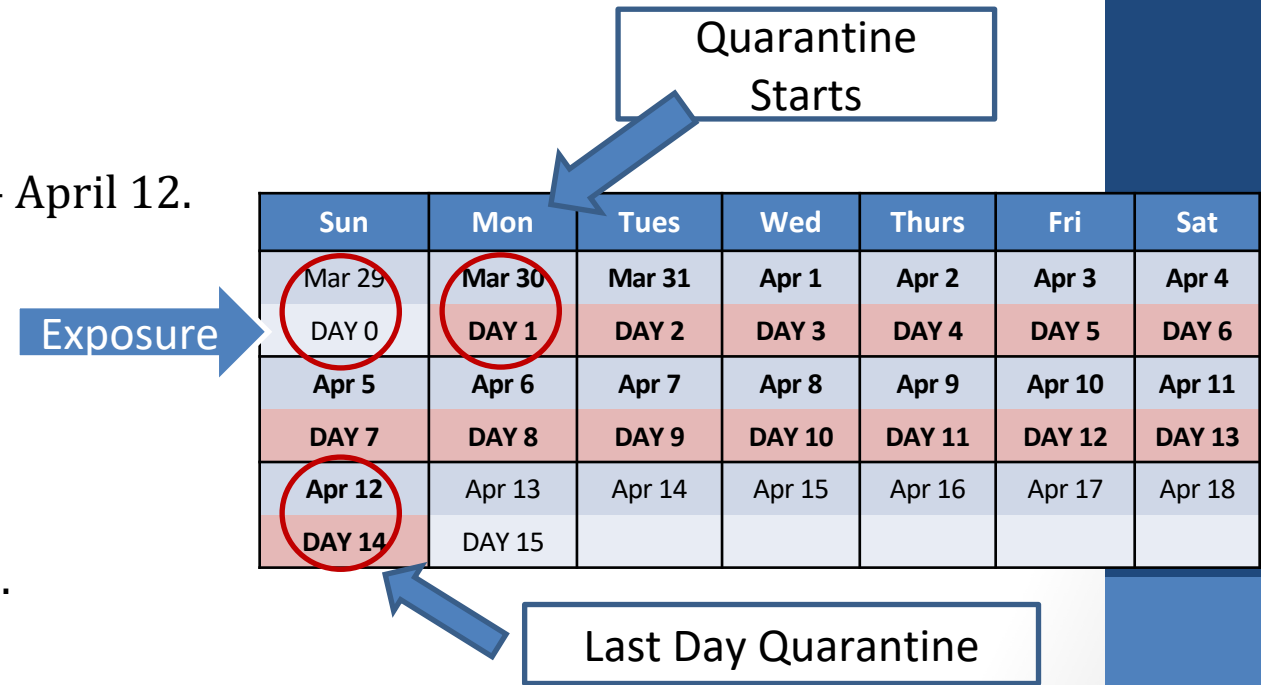 Quarantine
Starts
- April 12.
Exposure
Sun Mon Tues Wed Thurs Fri Sat
Mar 29 Mar 30 Mar 31 Apr 1 Apr 2 Apr 3 Apr 4
DAY 0 DAY 1 DAY 2 DAY 3 DAY 4 DAY 5 DAY 6
Apr 5 Apr 6 Apr 7 Apr 8 Apr 9 Apr 10 Apr 11
DAY 7 DAY 8 DAY 9 DAY 10 DAY 11 DAY 12 DAY 13
Apr 12 Apr 13 Apr 14 Apr 15 Apr 16 Apr 17 Apr 18
DAY 14 DAY 15
.
Last Day Quarantine